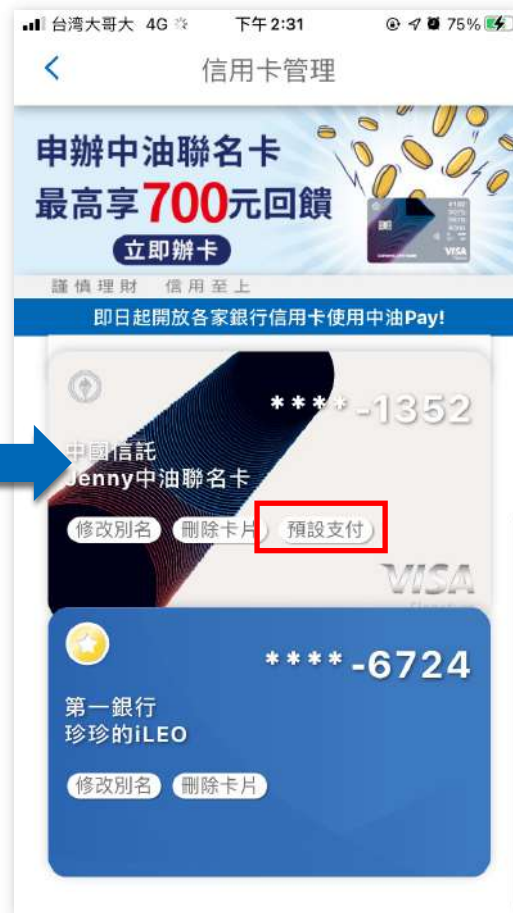 台湾大哥大 4G 下午2:31 75%
信用卡管理
申辦中油聯名卡
最高享700元回饋
立即辦卡
VISA
謹慎理財 信用至上
即日起開放各家銀行信用卡使用中油Pay!
****-1352
中國信託
Jenny中油聯名卡
修改別名 刪除卡片 預設支付
VISA
****-6724
第一銀行
珍珍的iLEO
修改別名 刪除卡片